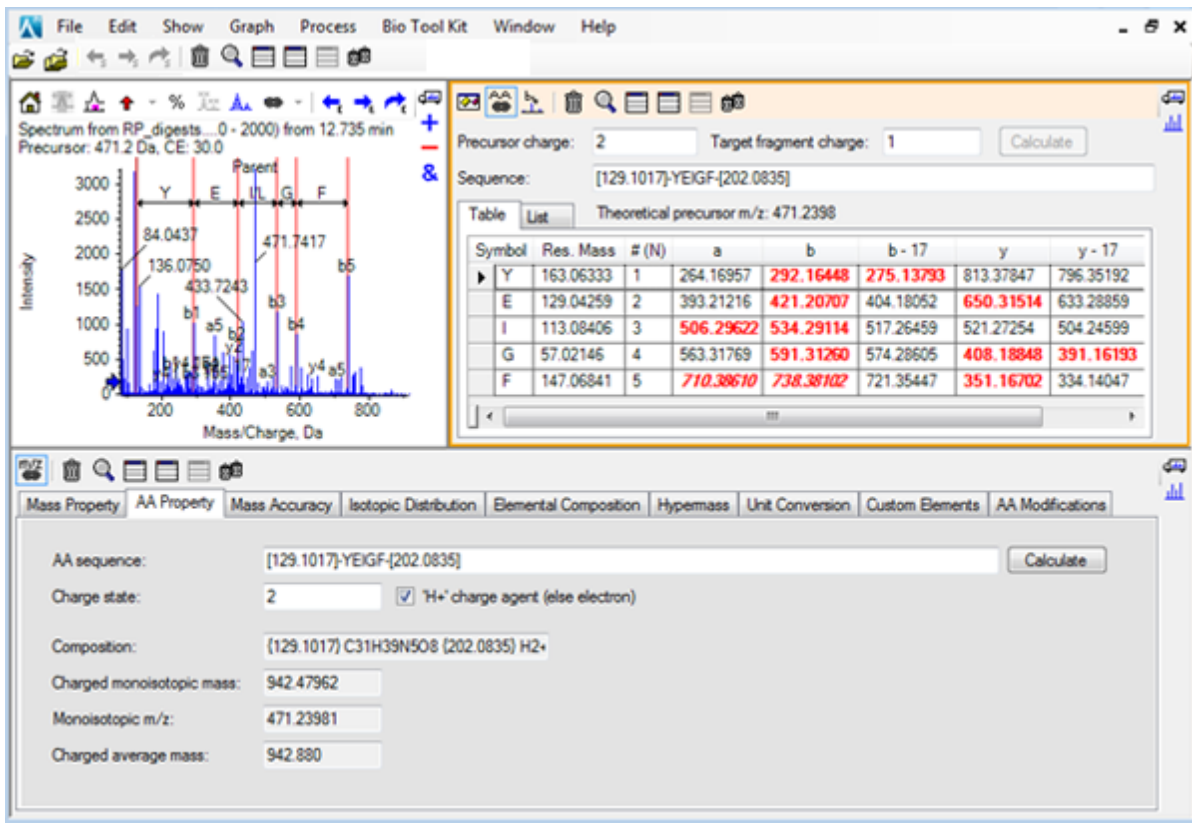 File Edit Show Graph Process Bio Tool Kit Window Help
Spectrum from RP_digests....0 - 2000) from 12.735 min
Precursor: 471.2 Da, CE: 30.0
Parent
Y E I/L G F
3000
2500
2000
1500
1000
500
0
84.0437
136.0750
433.7243
471.7417
b5
b1
b3
a5
b2
b4
a3
y4
a5
200 400 600 800
Mass/Charge, Da
Intensity
Precursor charge: 2 Target fragment charge: 1 Calculate
Sequence: [129.1017]-YEIGF-[202.0835]
Table List Theoretical precursor m/z: 471.2398
Symbol Res. Mass # (N) a b b - 17 y y - 17
Y 163.06333 1 264.16957 292.16448 275.13793 813.37847 796.35192
E 129.04259 2 393.21216 421.20707 404.18052 650.31514 633.28859
I 113.08406 3 506.29622 534.29114 517.26459 521.27254 504.24599
G 57.02146 4 563.31769 591.31260 574.28605 408.18848 391.16193
F 147.06841 5 710.38610 738.38102 721.35447 351.16702 334.14047
Mass Property AA Property Mass Accuracy Isotopic Distribution Elemental Composition Hypermass Unit Conversion Custom Elements AA Modifications
AA sequence: [129.1017]-YEIGF-[202.0835] Calculate
Charge state: 2 'H+' charge agent (else electron)
Composition: {129.1017} C31H39N5O8 {202.0835} H2+
Charged monoisotopic mass: 942.47962
Monoisotopic m/z: 471.23981
Charged average mass: 942.880